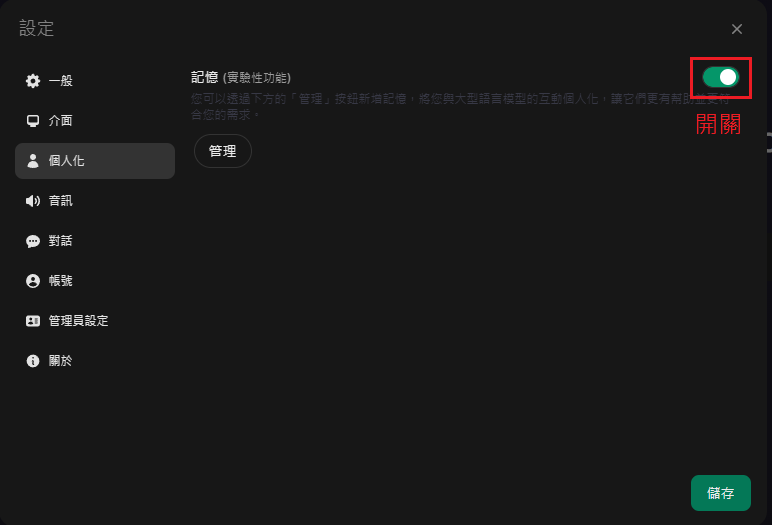 設定
一般
介面
個人化
音訊
對話
帳號
管理員設定
關於
記憶 (實驗性功能)
您可以透過下方的「管理」按鈕新增記憶，將您與大型語言模型的互動個人化，讓它們更有幫助並更符
合您的需求。
管理
開關
儲存